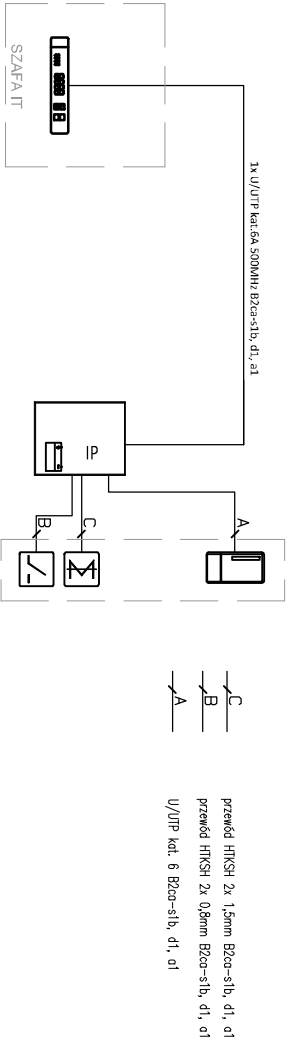 SZAFA IT
1x U/UTP kat.6A 500MHz B2ca-s1b, d1, a1
IP
A
C
B
C
przewód HTKSH 2x 1,5mm B2ca-s1b, d1, a1
B
przewód HTKSH 2x 0,8mm B2ca-s1b, d1, a1
A
U/UTP kat. 6 B2ca-s1b, d1, a1